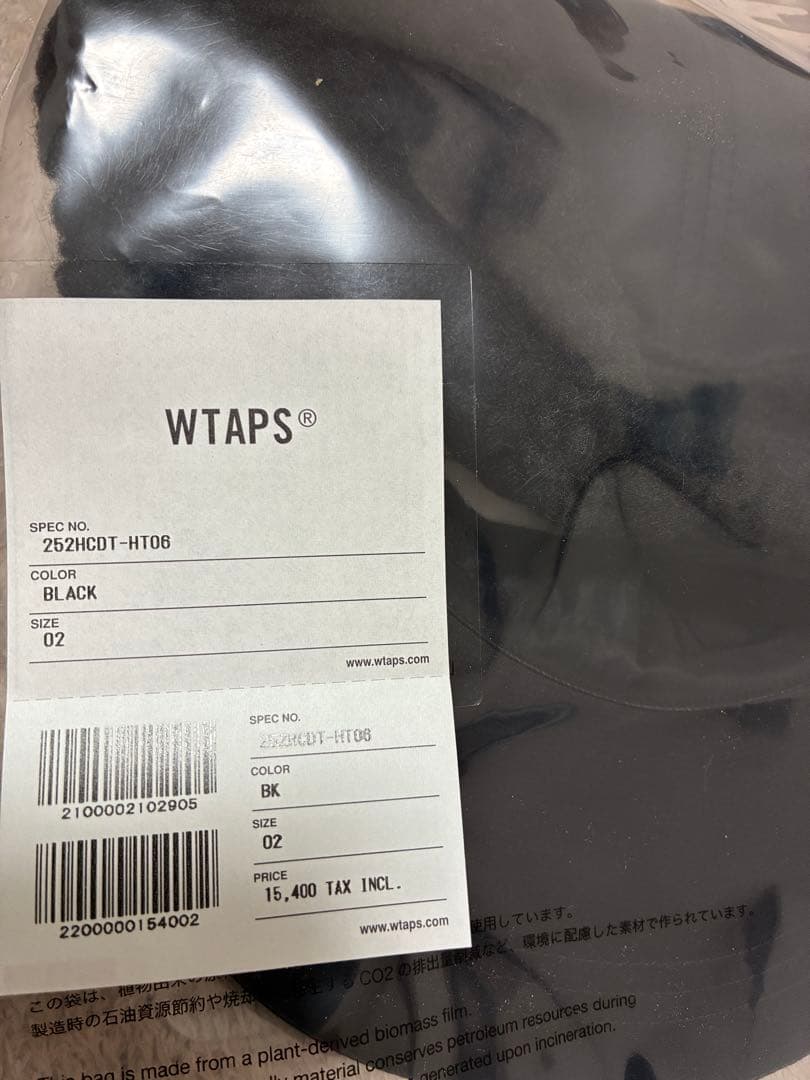 WTAPS®
SPEC NO.
252HCDT-HT06
COLOR
BLACK
SIZE
02
www.wtaps.com
2100002102905
2200000154002
SPEC NO.
252HCDT-HT06
COLOR
BK
SIZE
02
PRICE
15,400 TAX INCL.
www.wtaps.com
使用しています。
この袋は、植物由来の
CO2の排出量削減など、環境に配慮した素材で作られています。
製造時の石油資源節約や焼却
This bag is made from a plant-derived biomass film.
material conserves petroleum resources during
generated upon incineration.